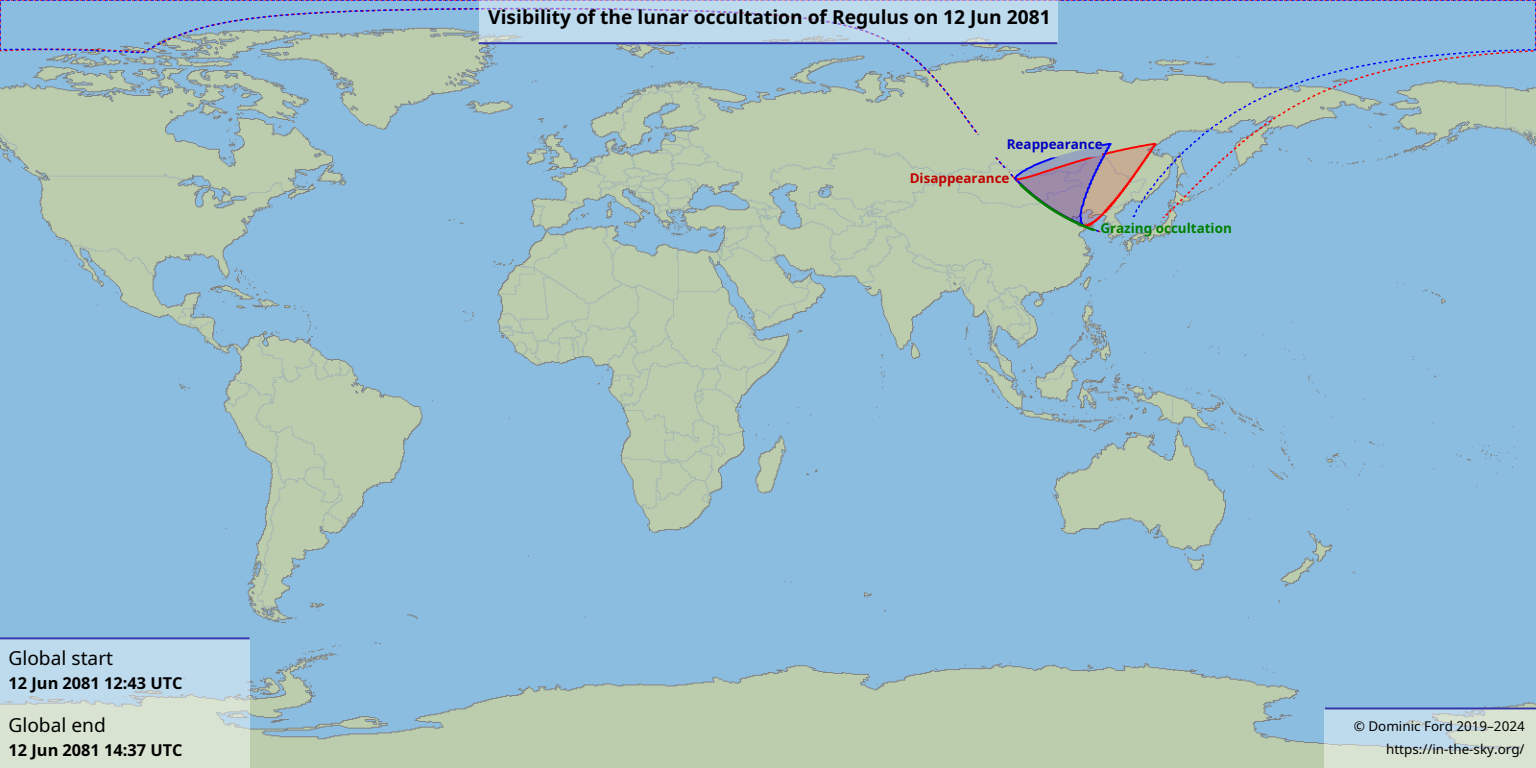 Visibility of the lunar occultation of Regulus on 12 Jun 2081
Reappearance
Disappearance
Grazing occultation
Global start
12 Jun 2081 12:43 UTC
Global end
12 Jun 2081 14:37 UTC
© Dominic Ford 2019–2024
https://in-the-sky.org/